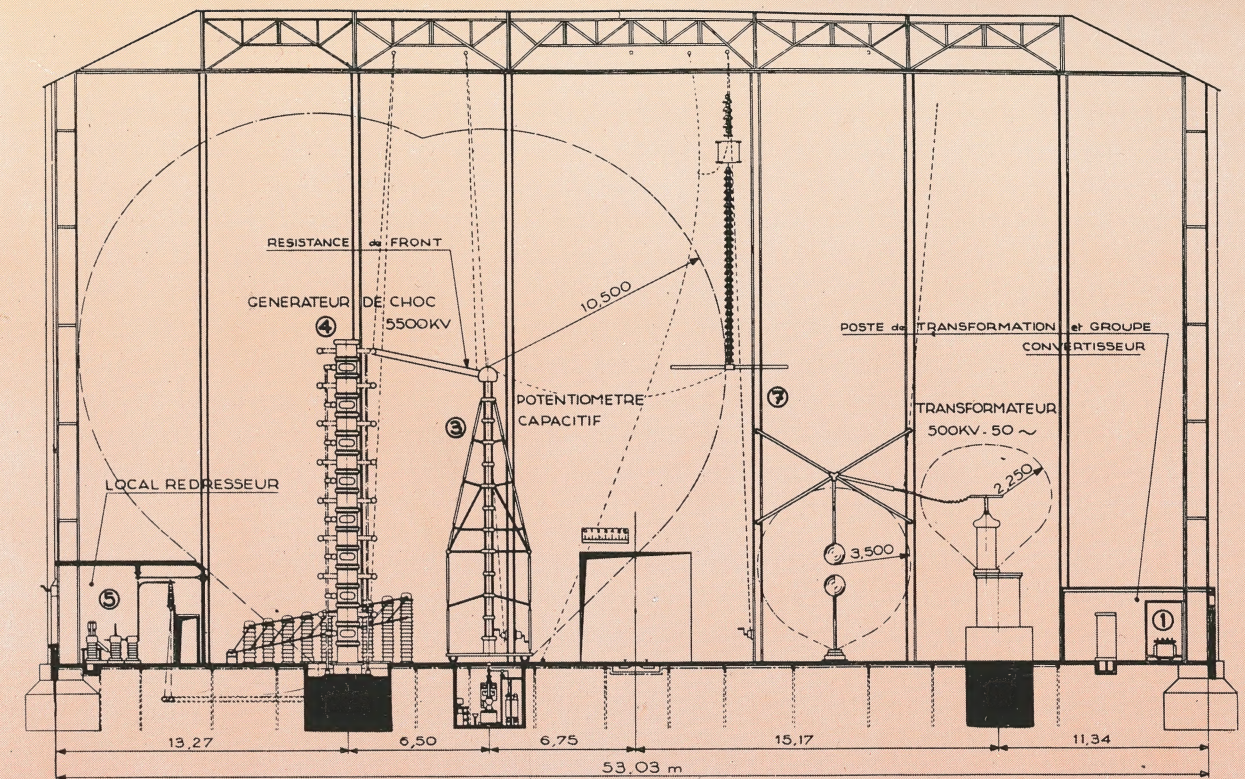 RESISTANCE de FRONT
GENERATEUR DE CHOC
5500KV
④
10,500
POSTE de TRANSFORMATION et GROUPE
CONVERTISSEUR
POTENTIOMETRE
CAPACITIF
③
⑦
TRANSFORMATEUR
500KV - 50 ~
2,250
LOCAL REDRESSEUR
3,500
⑤
①
13,27
6,50
6,75
15,17
11,34
53,03 m